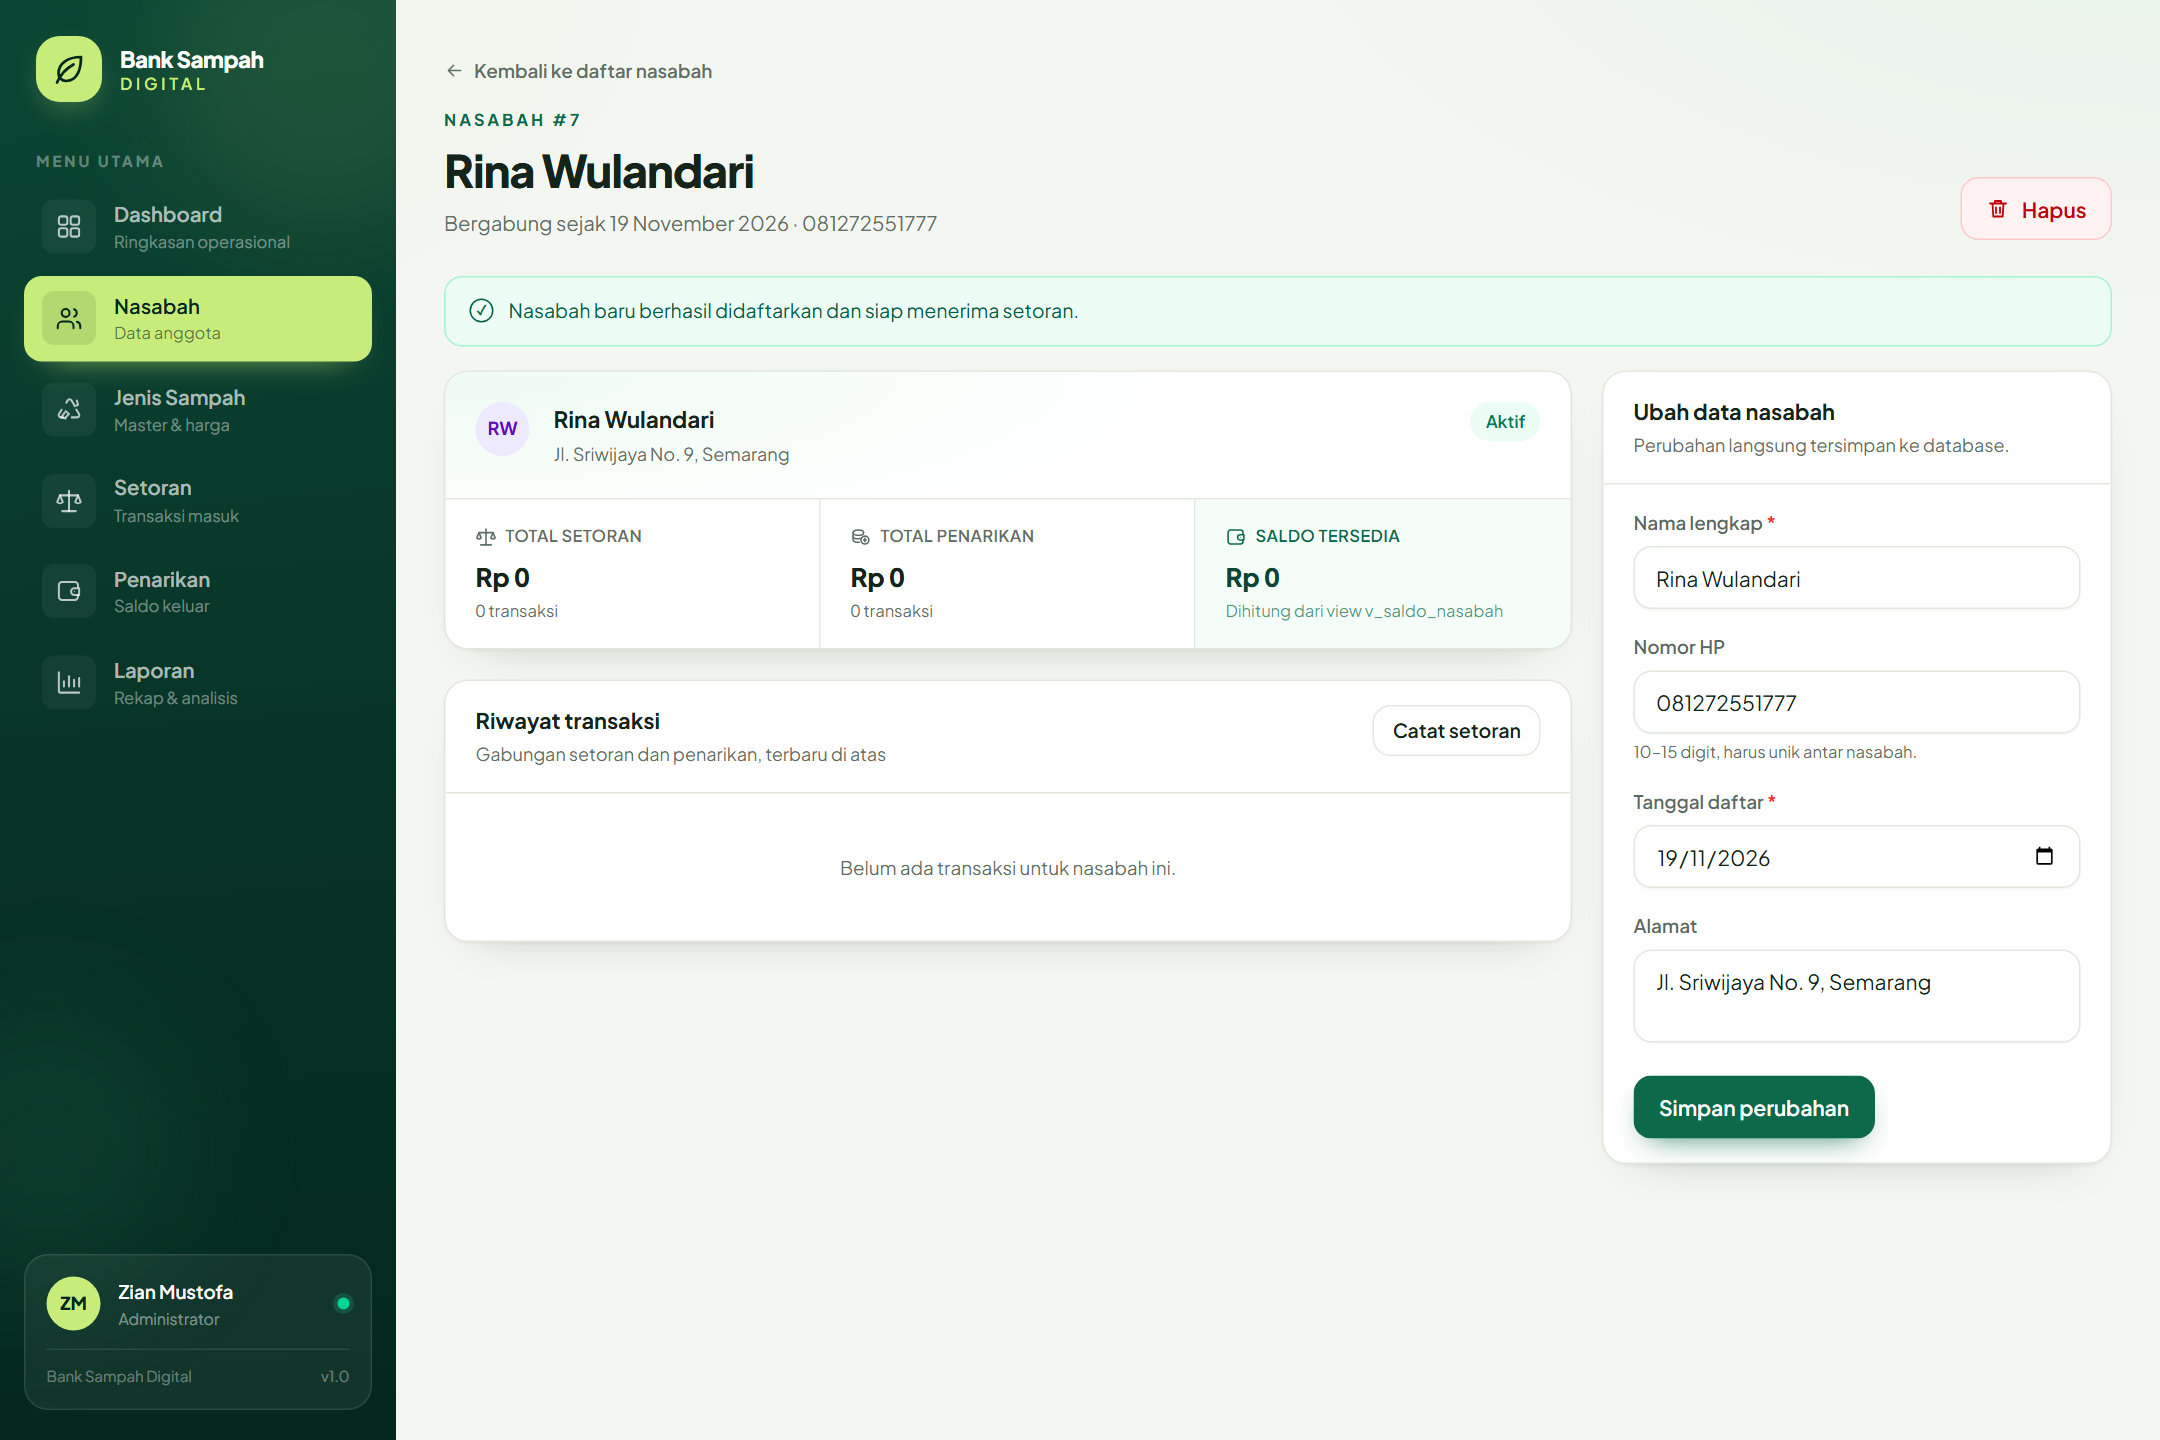 Bank Sampah
DIGITAL
MENU UTAMA
Dashboard
Ringkasan operasional
Nasabah
Data anggota
Jenis Sampah
Master & harga
Setoran
Transaksi masuk
Penarikan
Saldo keluar
Laporan
Rekap & analisis
ZM
Zian Mustofa
Administrator
Bank Sampah Digital
v1.0
Kembali ke daftar nasabah
NASABAH #7
Rina Wulandari
Bergabung sejak 19 November 2026 · 081272551777
Hapus
Nasabah baru berhasil didaftarkan dan siap menerima setoran.
RW
Rina Wulandari
Jl. Sriwijaya No. 9, Semarang
Aktif
TOTAL SETORAN
Rp 0
0 transaksi
TOTAL PENARIKAN
Rp 0
0 transaksi
SALDO TERSEDIA
Rp 0
Dihitung dari view v_saldo_nasabah
Riwayat transaksi
Gabungan setoran dan penarikan, terbaru di atas
Catat setoran
Belum ada transaksi untuk nasabah ini.
Ubah data nasabah
Perubahan langsung tersimpan ke database.
Nama lengkap *
Rina Wulandari
Nomor HP
081272551777
10–15 digit, harus unik antar nasabah.
Tanggal daftar *
19/11/2026
Alamat
Jl. Sriwijaya No. 9, Semarang
Simpan perubahan